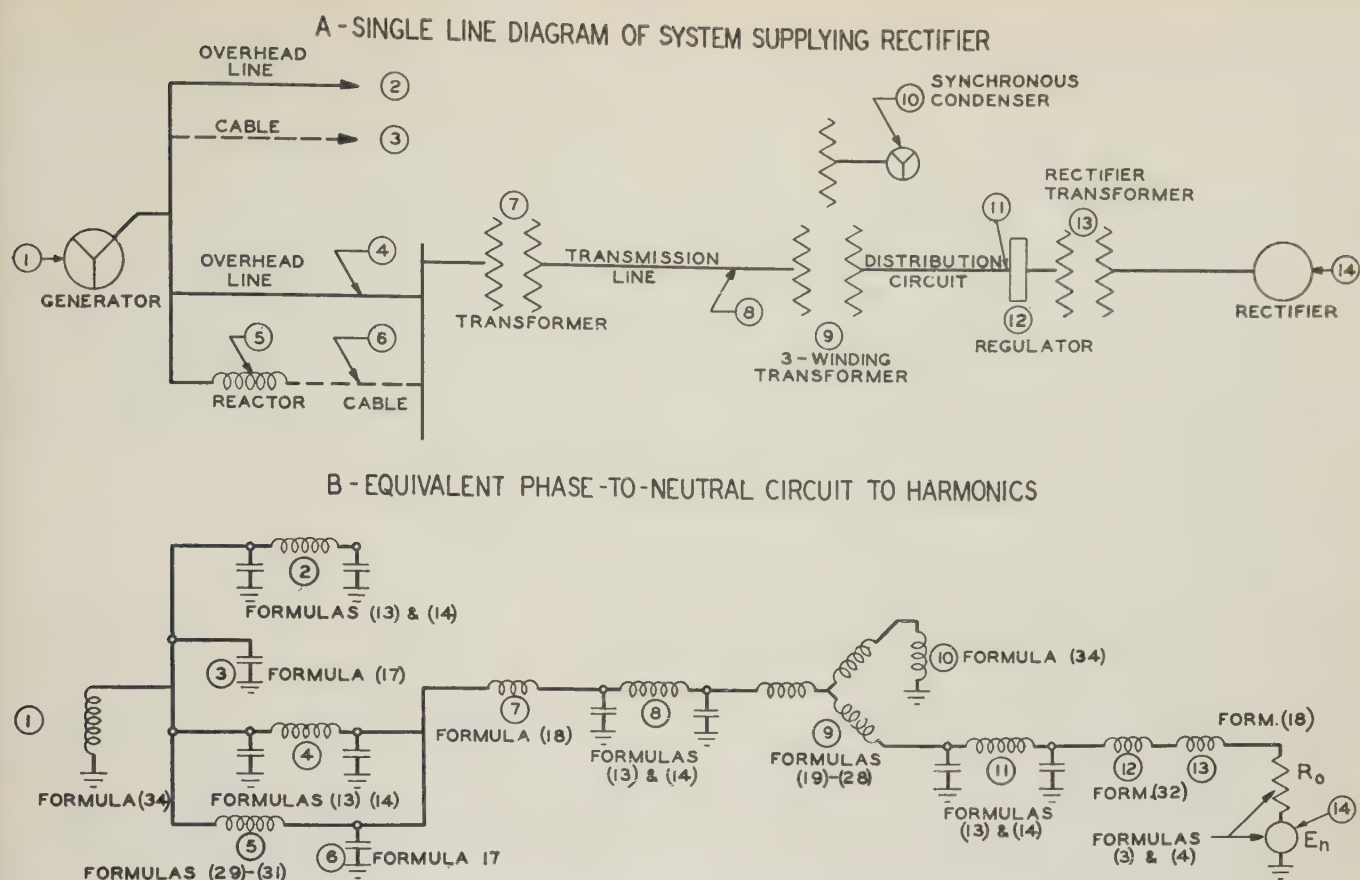 A - SINGLE LINE DIAGRAM OF SYSTEM SUPPLYING RECTIFIER
OVERHEAD
LINE
2
CABLE
3
10
SYNCHRONOUS
CONDENSER
1
GENERATOR
OVERHEAD
LINE
4
5
REACTOR
6
CABLE
7
TRANSFORMER
TRANSMISSION
LINE
8
9
3-WINDING
TRANSFORMER
DISTRIBUTION
CIRCUIT
11
12
REGULATOR
RECTIFIER
TRANSFORMER
13
14
RECTIFIER
B - EQUIVALENT PHASE-TO-NEUTRAL CIRCUIT TO HARMONICS
2
FORMULAS (13) & (14)
3
FORMULA (17)
1
FORMULA (34)
4
FORMULAS (13) (14)
5
FORMULAS (29)-(31)
6
FORMULA 17
7
FORMULA (18)
8
FORMULAS
(13) & (14)
9
FORMULAS
(19)-(28)
10
FORMULA (34)
11
FORMULAS
(13) & (14)
12
FORM. (32)
13
FORM. (18)
Ro
14
En
FORMULAS
(3) & (4)